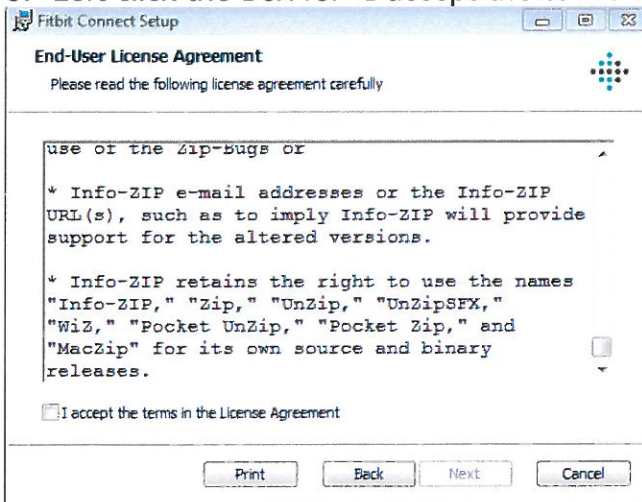 Fitbit Connect Setup
End-User License Agreement
Please read the following license agreement carefully
use of the Zip-Bugs or
* Info-ZIP e-mail addresses or the Info-ZIP
URL(s), such as to imply Info-ZIP will provide
support for the altered versions.
* Info-ZIP retains the right to use the names
"Info-ZIP," "Zip," "UnZip," "UnZipSFX,"
"WiZ," "Pocket UnZip," "Pocket Zip," and
"MacZip" for its own source and binary
releases.
I accept the terms in the License Agreement
Print Back Next Cancel